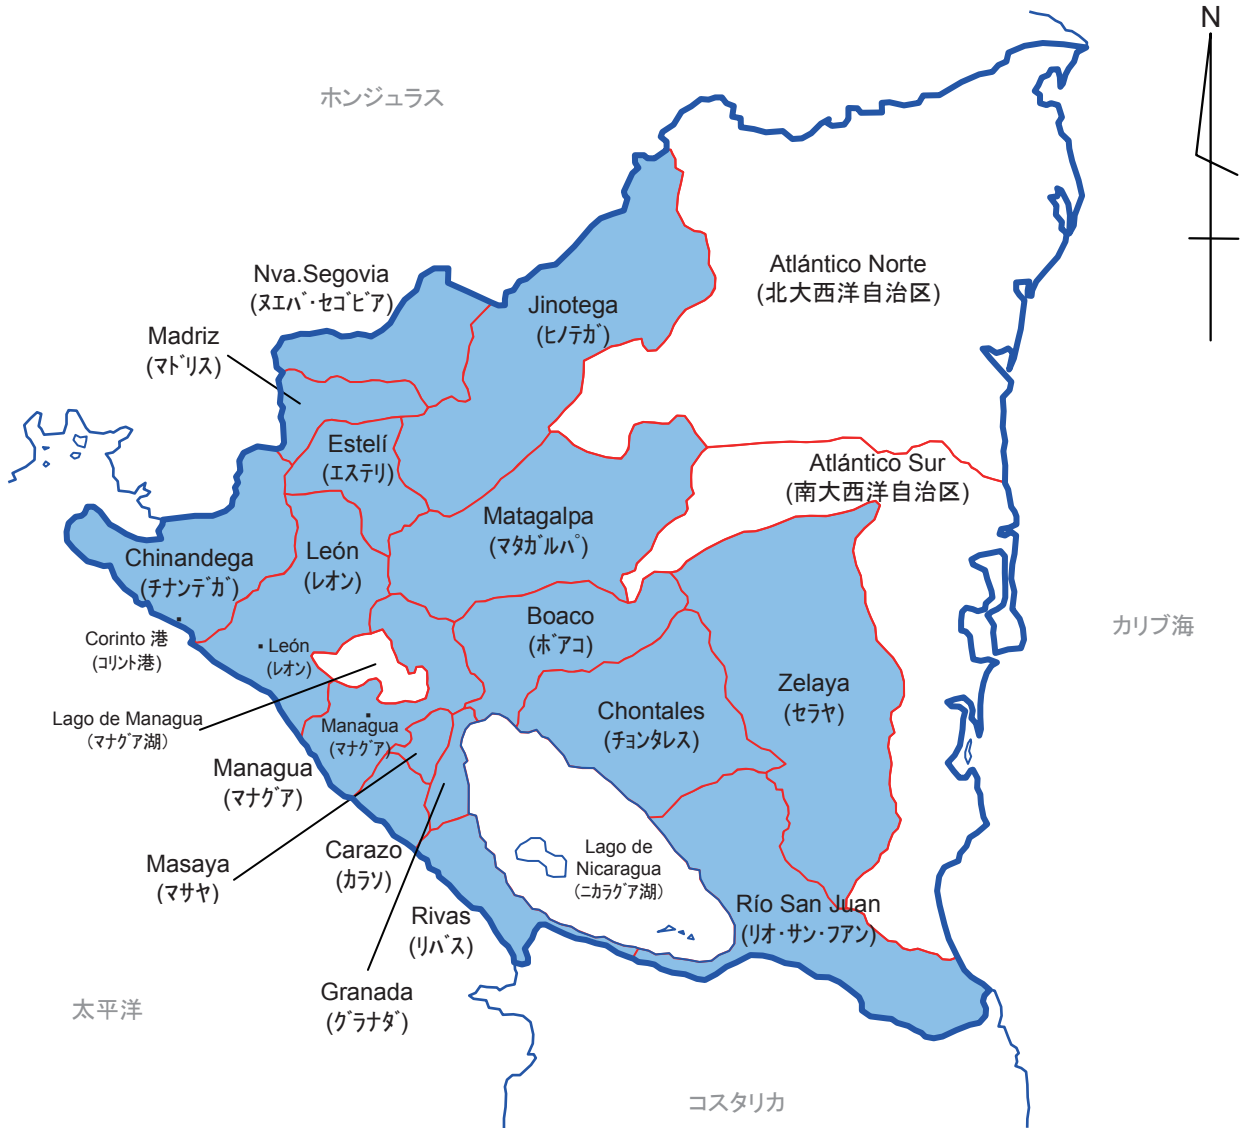 N
ホンジュラス
Nva.Segovia
(ﾇｴﾊﾞ･ｾｺﾞﾋﾞｱ)
Jinotega
(ﾋﾉﾃｶﾞ)
Atlántico Norte
(北大西洋自治区)
Madriz
(ﾏﾄﾞﾘｽ)
Estelí
(ｴｽﾃﾘ)
Atlántico Sur
(南大西洋自治区)
Matagalpa
(ﾏﾀｶﾞﾙﾊﾟ)
Chinandega
(ﾁﾅﾝﾃﾞｶﾞ)
León
(ﾚｵﾝ)
Boaco
(ﾎﾞｱｺ)
カリブ海
Corinto 港
(ｺﾘﾝﾄ港)
León
(ﾚｵﾝ)
Zelaya
(ｾﾗﾔ)
Chontales
(ﾁｮﾝﾀﾚｽ)
Lago de Managua
(ﾏﾅｸﾞｱ湖)
Managua
(ﾏﾅｸﾞｱ)
Managua
(ﾏﾅｸﾞｱ)
Masaya
(ﾏｻﾔ)
Carazo
(ｶﾗｿ)
Lago de
Nicaragua
(ﾆｶﾗｸﾞｱ湖)
Rivas
(ﾘﾊﾞｽ)
Río San Juan
(ﾘｵ･ｻﾝ･ﾌｱﾝ)
Granada
(ｸﾞﾗﾅﾀﾞ)
太平洋
コスタリカ